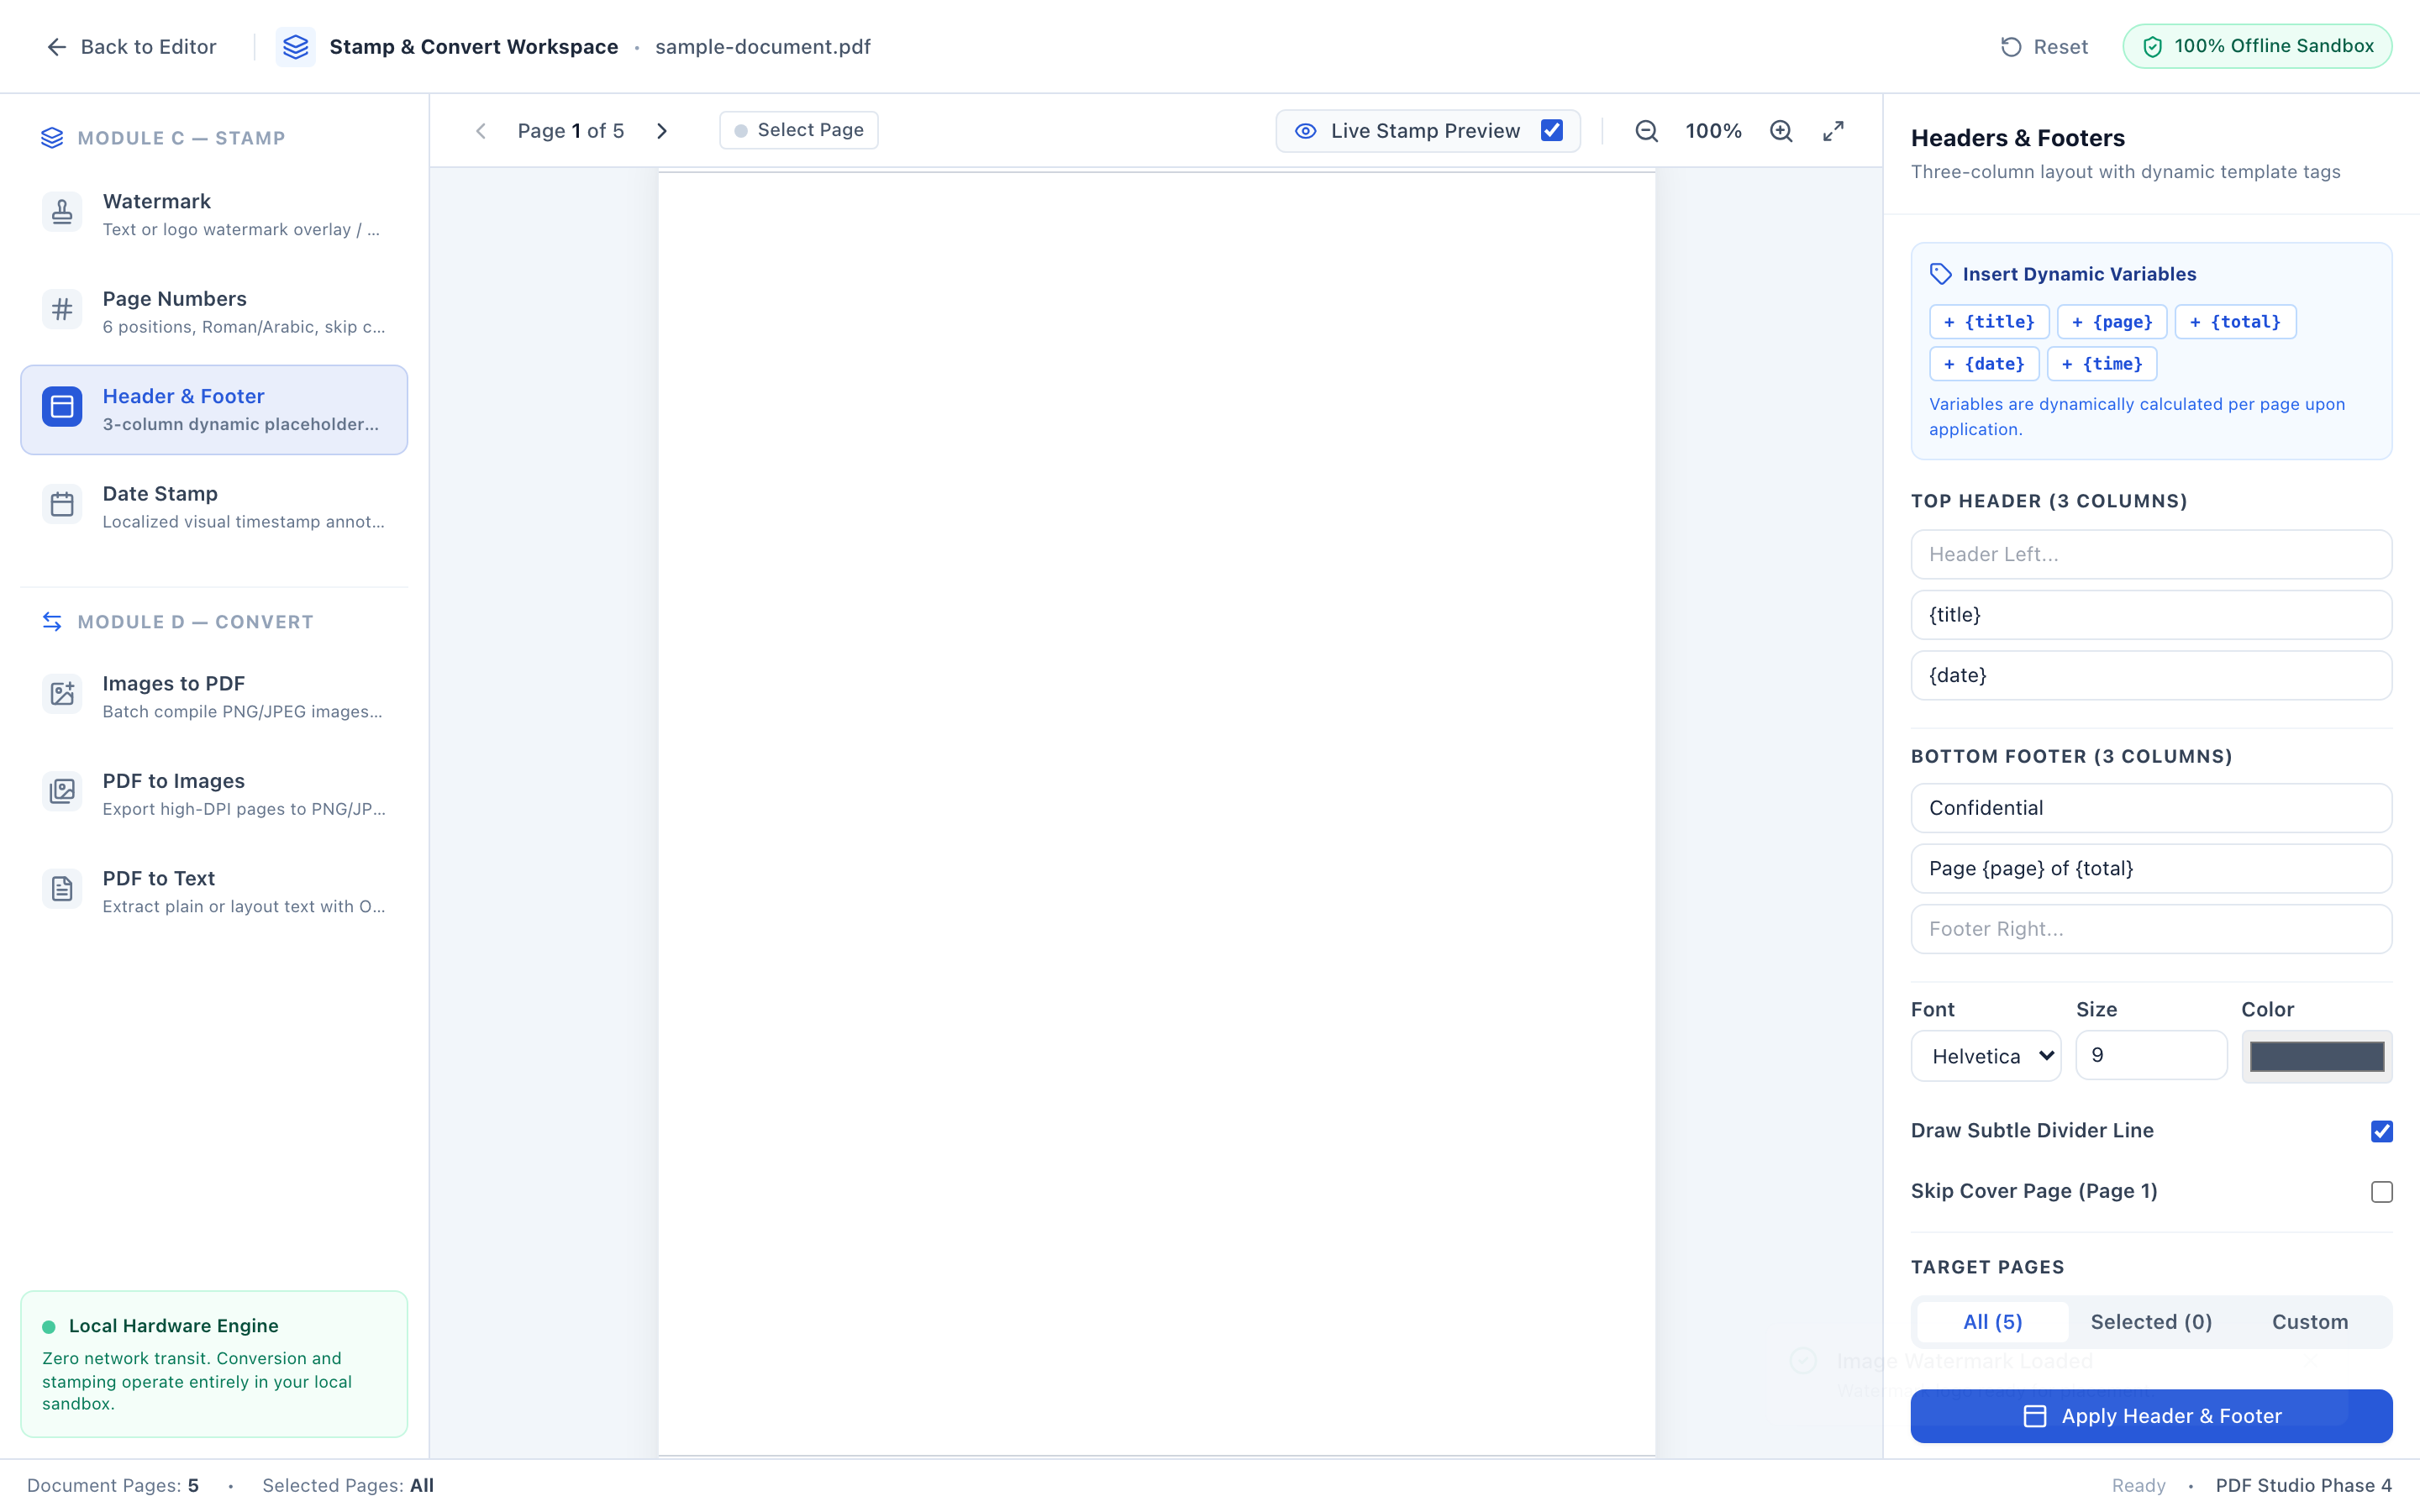 Back to Editor
Stamp & Convert Workspace • sample-document.pdf
Reset
100% Offline Sandbox
MODULE C — STAMP
Watermark
Text or logo watermark overlay / ...
Page Numbers
6 positions, Roman/Arabic, skip c...
Header & Footer
3-column dynamic placeholder...
Date Stamp
Localized visual timestamp annot...
MODULE D — CONVERT
Images to PDF
Batch compile PNG/JPEG images...
PDF to Images
Export high-DPI pages to PNG/JP...
PDF to Text
Extract plain or layout text with O...
Local Hardware Engine
Zero network transit. Conversion and
stamping operate entirely in your local
sandbox.
Page 1 of 5
Select Page
Live Stamp Preview
100%
Headers & Footers
Three-column layout with dynamic template tags
Insert Dynamic Variables
+ {title} + {page} + {total}
+ {date} + {time}
Variables are dynamically calculated per page upon
application.
TOP HEADER (3 COLUMNS)
Header Left...
{title}
{date}
BOTTOM FOOTER (3 COLUMNS)
Confidential
Page {page} of {total}
Footer Right...
Font Size Color
Helvetica 9
Draw Subtle Divider Line
Skip Cover Page (Page 1)
TARGET PAGES
All (5) Selected (0) Custom
Image Watermark Loaded
Apply Header & Footer
Document Pages: 5 • Selected Pages: All
Ready • PDF Studio Phase 4